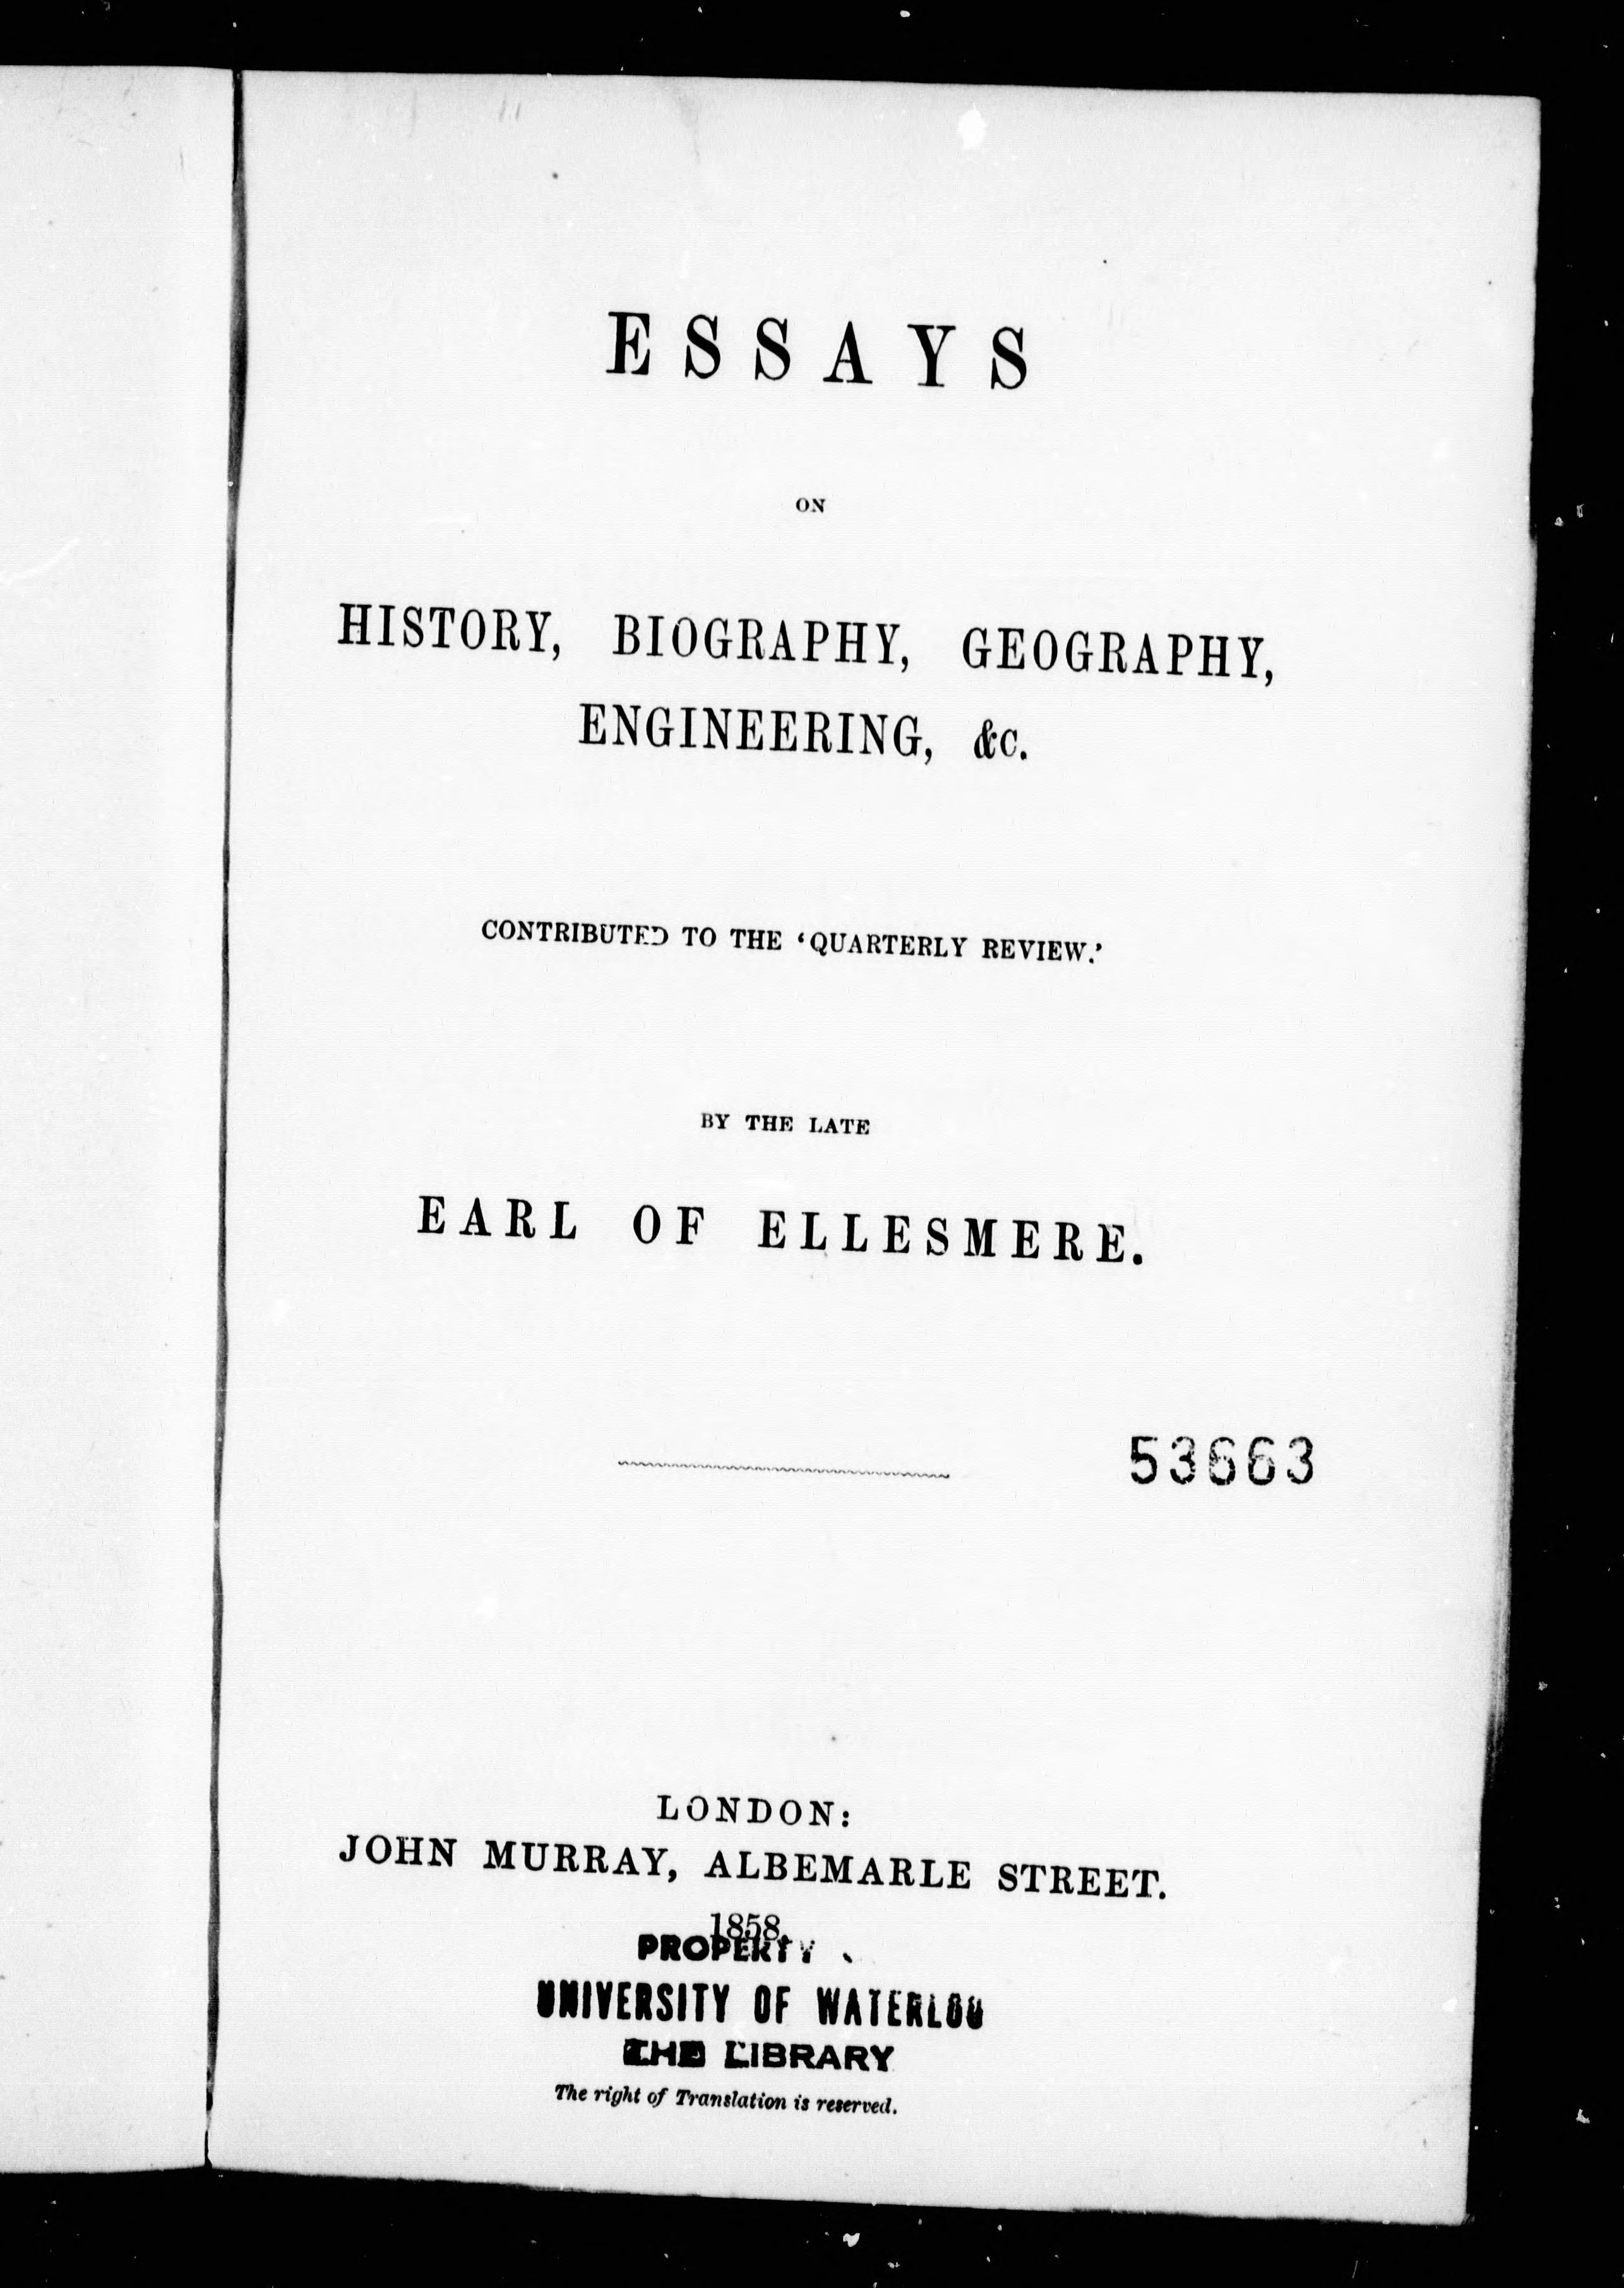 ESSAYS
ON
HISTORY, BIOGRAPHY, GEOGRAPHY,
ENGINEERING, &c.
CONTRIBUTED TO THE ‘QUARTERLY REVIEW.’
BY THE LATE
EARL OF ELLESMERE.
53663
LONDON:
JOHN MURRAY, ALBEMARLE STREET.
1858.
PROPERTY
UNIVERSITY OF WATERLOO
THE LIBRARY
The right of Translation is reserved.